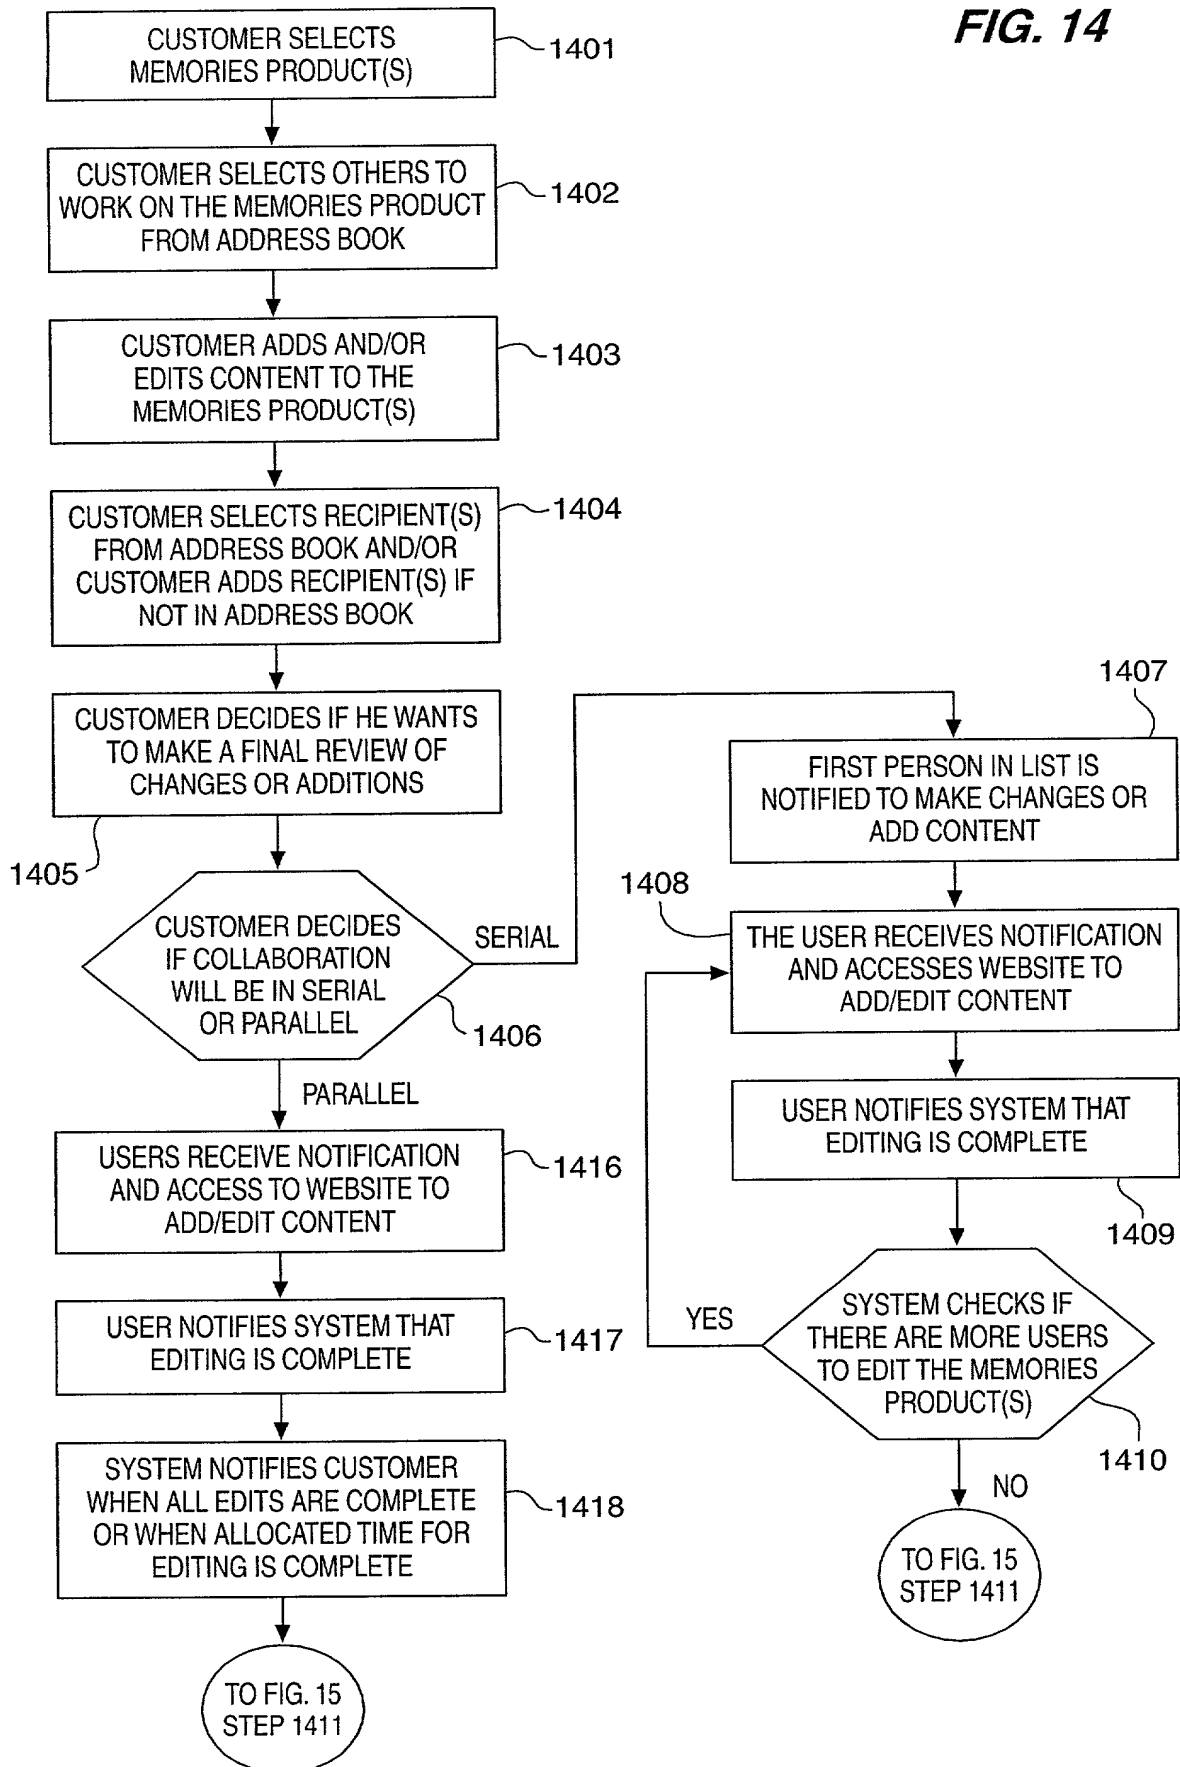 FIG. 14
CUSTOMER SELECTS
MEMORIES PRODUCT(S)
1401
CUSTOMER SELECTS OTHERS TO
WORK ON THE MEMORIES PRODUCT
FROM ADDRESS BOOK
1402
CUSTOMER ADDS AND/OR
EDITS CONTENT TO THE
MEMORIES PRODUCT(S)
1403
CUSTOMER SELECTS RECIPIENT(S)
FROM ADDRESS BOOK AND/OR
CUSTOMER ADDS RECIPIENT(S) IF
NOT IN ADDRESS BOOK
1404
CUSTOMER DECIDES IF HE WANTS
TO MAKE A FINAL REVIEW OF
CHANGES OR ADDITIONS
1405
CUSTOMER DECIDES
IF COLLABORATION
WILL BE IN SERIAL
OR PARALLEL
1406
SERIAL
PARALLEL
USERS RECEIVE NOTIFICATION
AND ACCESS TO WEBSITE TO
ADD/EDIT CONTENT
1416
USER NOTIFIES SYSTEM THAT
EDITING IS COMPLETE
1417
SYSTEM NOTIFIES CUSTOMER
WHEN ALL EDITS ARE COMPLETE
OR WHEN ALLOCATED TIME FOR
EDITING IS COMPLETE
1418
TO FIG. 15
STEP 1411
1407
FIRST PERSON IN LIST IS
NOTIFIED TO MAKE CHANGES OR
ADD CONTENT
1408
THE USER RECEIVES NOTIFICATION
AND ACCESSES WEBSITE TO
ADD/EDIT CONTENT
USER NOTIFIES SYSTEM THAT
EDITING IS COMPLETE
1409
SYSTEM CHECKS IF
THERE ARE MORE USERS
TO EDIT THE MEMORIES
PRODUCT(S)
1410
YES
NO
TO FIG. 15
STEP 1411